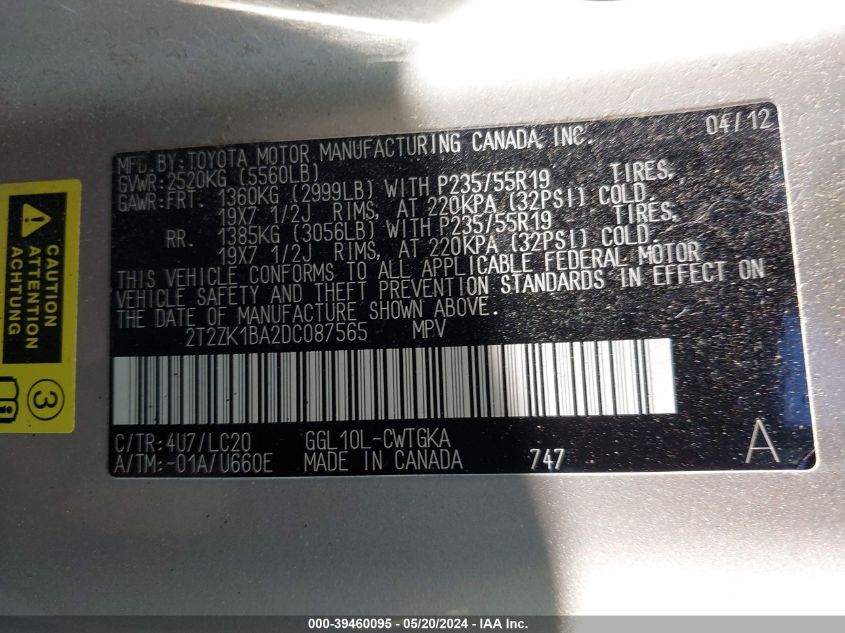 MFD. BY: TOYOTA MOTOR MANUFACTURING CANADA INC. 04/12
GVWR: 2520KG (5560LB)
GAWR: FRT. 1360KG (2999LB) WITH P235/55R19 TIRES,
19X7 1/2J RIMS, AT 220KPA (32PSI) COLD.
RR. 1385KG (3056LB) WITH P235/55R19 TIRES,
19X7 1/2J RIMS, AT 220KPA (32PSI) COLD.
THIS VEHICLE CONFORMS TO ALL APPLICABLE FEDERAL MOTOR
VEHICLE SAFETY AND THEFT PREVENTION STANDARDS IN EFFECT ON
THE DATE OF MANUFACTURE SHOWN ABOVE.
2T2ZK1BA2DC087565 MPV
C/TR: 4U7/LC20 GGL10L-CWTGKA A
A/TM: -01A/U660E MADE IN CANADA 747
CAUTION
ATTENTION
ACHTUNG
3
000-39460095 - 05/20/2024 - IAAI Inc.